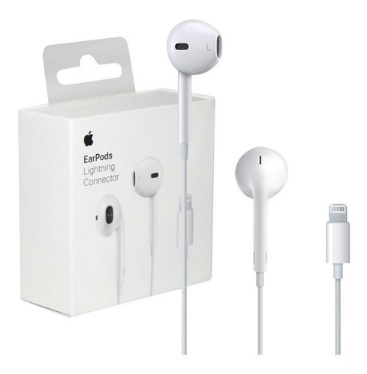 EarPods
Lightning
Connector
L